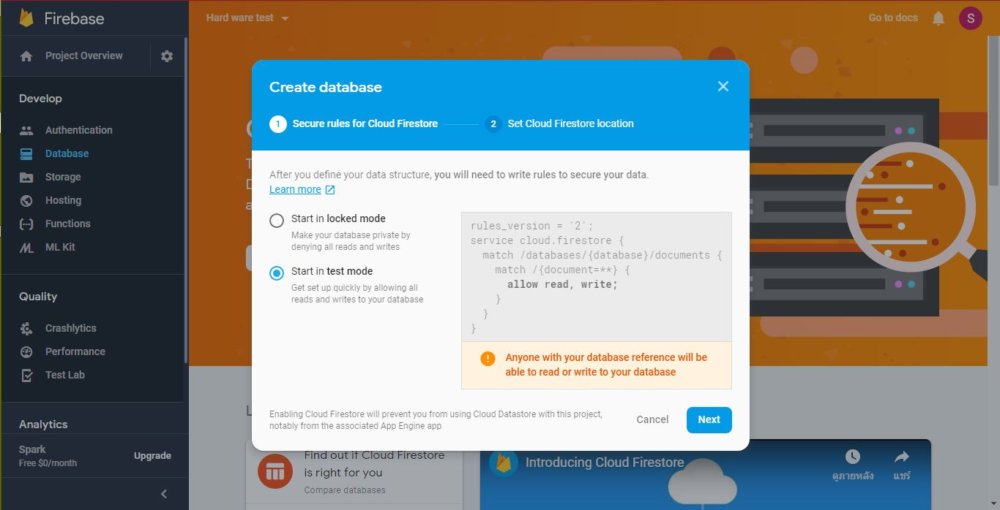 Firebase
Hard ware test
Go to docs
S
Project Overview
Develop
Authentication
Database
Storage
Hosting
Functions
ML Kit
Quality
Crashlytics
Performance
Test Lab
Analytics
Spark
Free $0/month
Upgrade
Create database
1 Secure rules for Cloud Firestore
2 Set Cloud Firestore location
After you define your data structure, you will need to write rules to secure your data.
Learn more
Start in locked mode
Make your database private by
denying all reads and writes
Start in test mode
Get set up quickly by allowing all
reads and writes to your database
rules_version = '2';
service cloud.firestore {
match /databases/{database}/documents {
match /{document=**} {
allow read, write;
}
}
}
Anyone with your database reference will be
able to read or write to your database
Enabling Cloud Firestore will prevent you from using Cloud Datastore with this project,
notably from the associated App Engine app
Cancel
Next
Find out if Cloud Firestore
is right for you
Compare databases
Introducing Cloud Firestore
ดูภายหลัง
แชร์